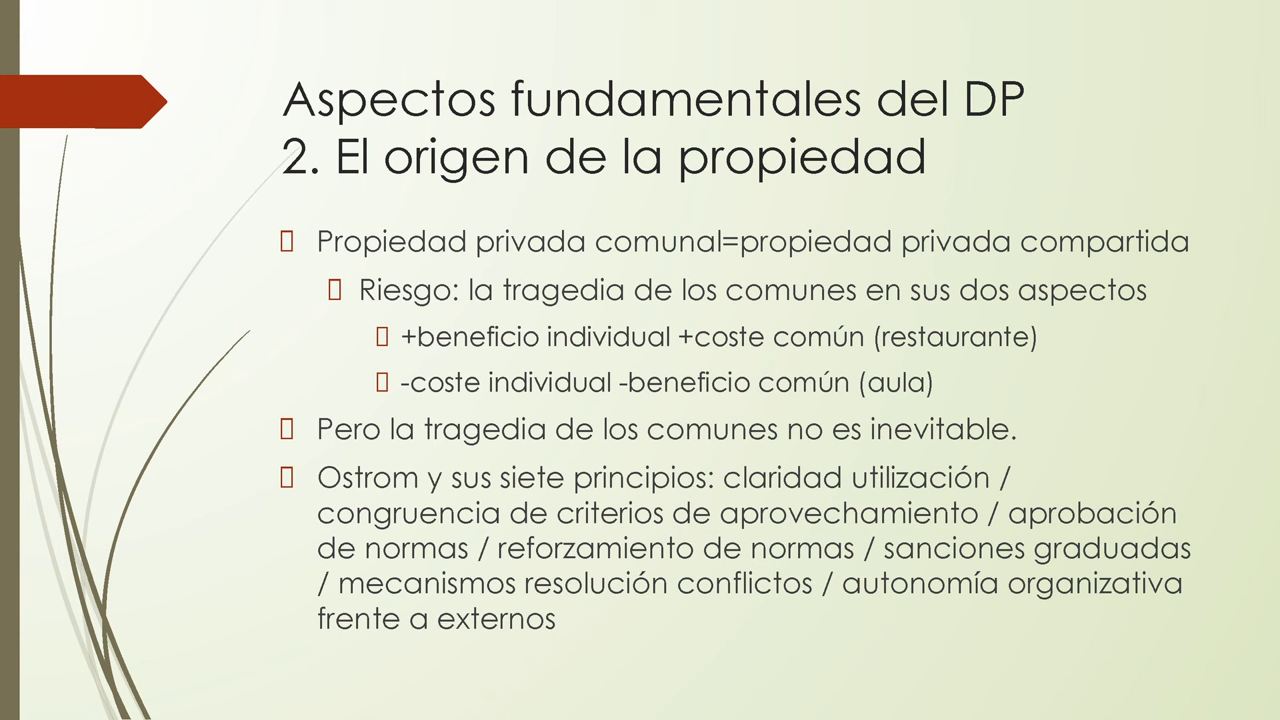 Aspectos fundamentales del DP
2. El origen de la propiedad
Propiedad privada comunal=propiedad privada compartida
Riesgo: la tragedia de los comunes en sus dos aspectos
+beneficio individual +coste común (restaurante)
-coste individual -beneficio común (aula)
Pero la tragedia de los comunes no es inevitable.
Ostrom y sus siete principios: claridad utilización /
congruencia de criterios de aprovechamiento / aprobación
de normas / reforzamiento de normas / sanciones graduadas
/ mecanismos resolución conflictos / autonomía organizativa
frente a externos